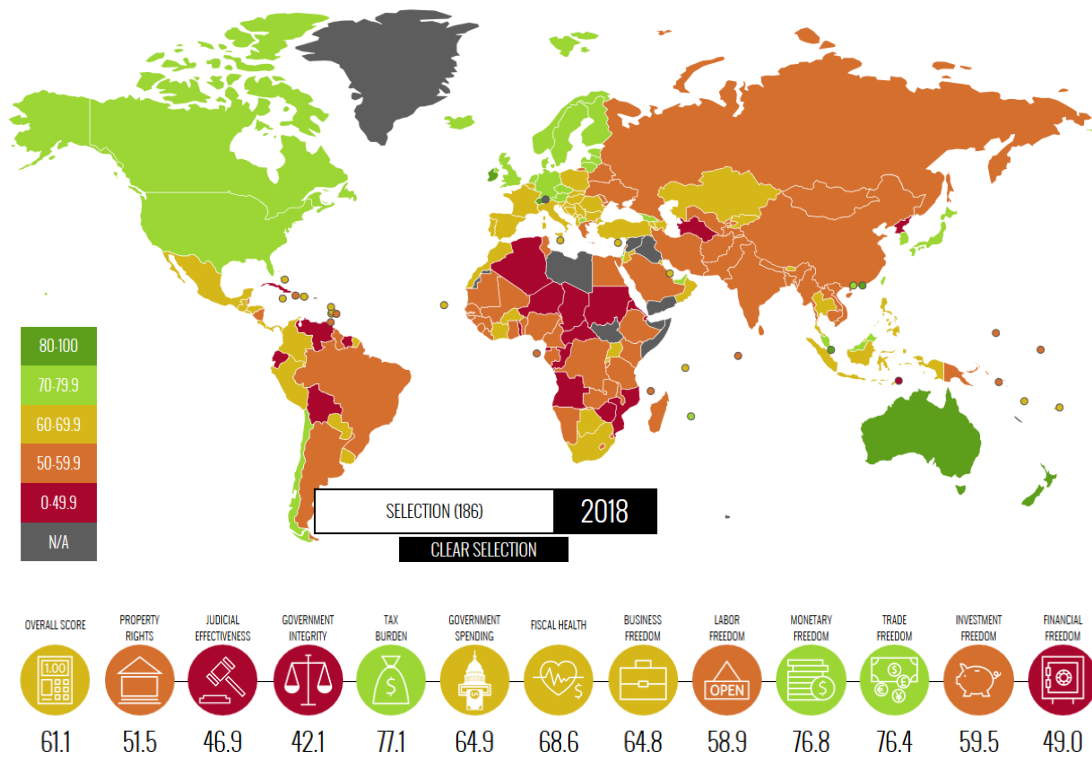 80-100
70-79.9
60-69.9
50-59.9
0-49.9
N/A
SELECTION (186)
2018
CLEAR SELECTION
OVERALL SCORE
PROPERTY
RIGHTS
JUDICIAL
EFFECTIVENESS
GOVERNMENT
INTEGRITY
TAX
BURDEN
GOVERNMENT
SPENDING
FISCAL HEALTH
BUSINESS
FREEDOM
LABOR
FREEDOM
MONETARY
FREEDOM
TRADE
FREEDOM
INVESTMENT
FREEDOM
FINANCIAL
FREEDOM
1.00
$
$
$
OPEN
$
$
€
£
¥
$
61.1
51.5
46.9
42.1
77.1
64.9
68.6
64.8
58.9
76.8
76.4
59.5
49.0